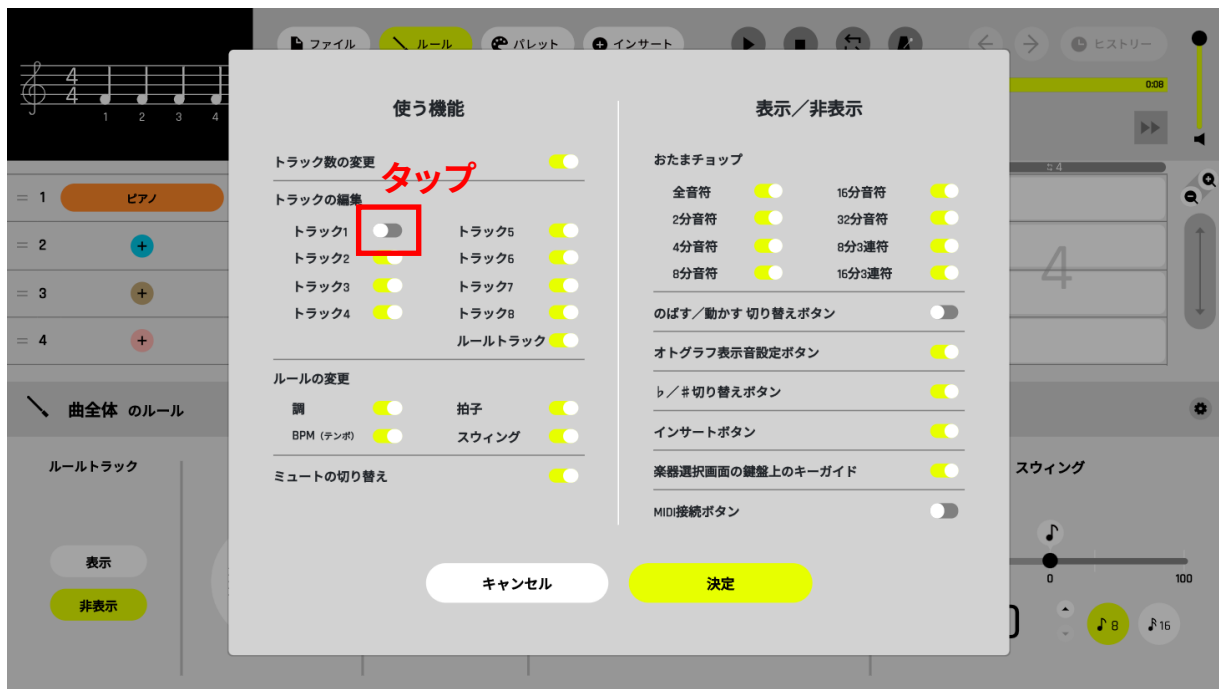 ファイル ルール パレット インサート ヒストリー
4
4
1 2 3 4
0:08
4
= 1 ピアノ
= 2 +
= 3 +
= 4 +
4
曲全体 のルール
ルールトラック
表示
非表示
使う機能
トラック数の変更
タップ
トラックの編集
トラック1 トラック5
トラック2 トラック6
トラック3 トラック7
トラック4 トラック8
ルールトラック
ルールの変更
調 拍子
BPM (テンポ) スウィング
ミュートの切り替え
表示／非表示
おたまチョップ
全音符 16分音符
2分音符 32分音符
4分音符 8分3連符
8分音符 16分3連符
のばす／動かす 切り替えボタン
オトグラフ表示音設定ボタン
♭／♯切り替えボタン
インサートボタン
楽器選択画面の鍵盤上のキーガイド
MIDI接続ボタン
キャンセル 決定
スウィング
0 100
8 16